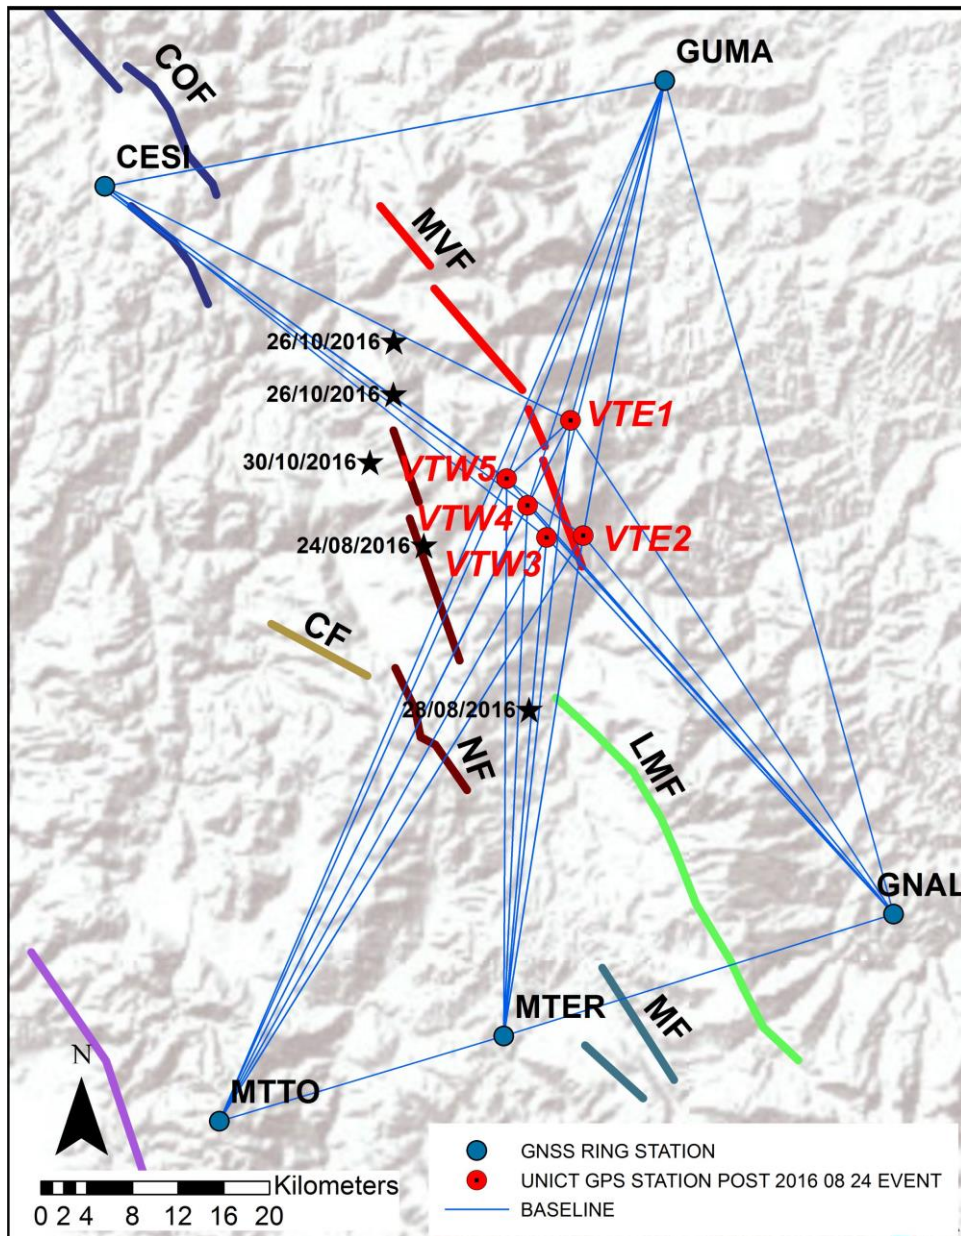 GUMA
COF
CESI
MVF
26/10/2016
26/10/2016
VTE1
30/10/2016
VTW5
VTW4
24/08/2016
VTW3
VTE2
CF
28/08/2016
NF
LMF
GNAL
MTER
MF
N
MTTO
GNSS RING STATION
UNICT GPS STATION POST 2016 08 24 EVENT
BASELINE
Kilometers
0 2 4 8 12 16 20